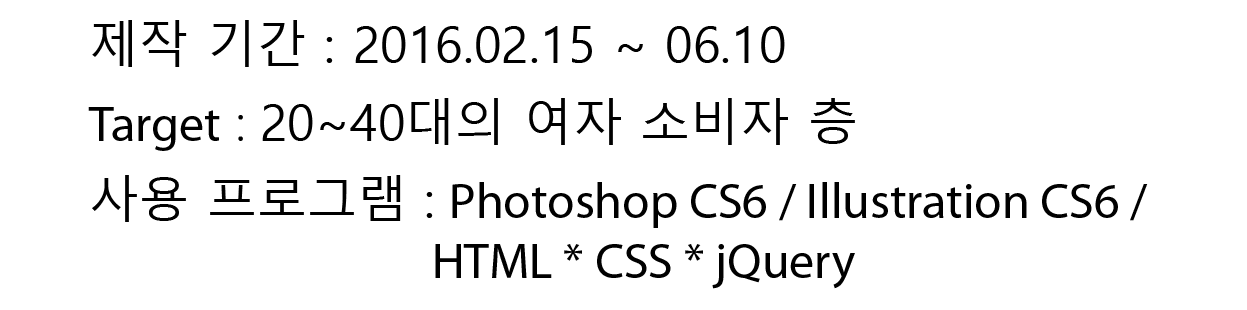 제작 기간 : 2016.02.15 ~ 06.10
Target : 20~40대의 여자 소비자 층
사용 프로그램 : Photoshop CS6 / Illustration CS6 /
HTML * CSS * jQuery